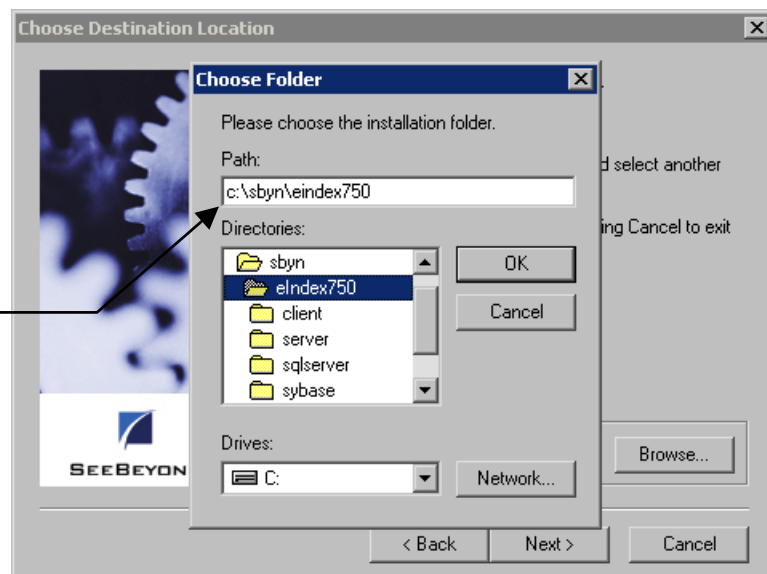 Choose Destination Location
Choose Folder
Please choose the installation folder.
Path:
c:\sbyn\eindex750
d select another
ing Cancel to exit
Directories:
sbyn
eIndex750
client
server
sqlserver
sybase
OK
Cancel
Drives:
C:
Network...
Browse...
SEEBEYON
< Back
Next >
Cancel